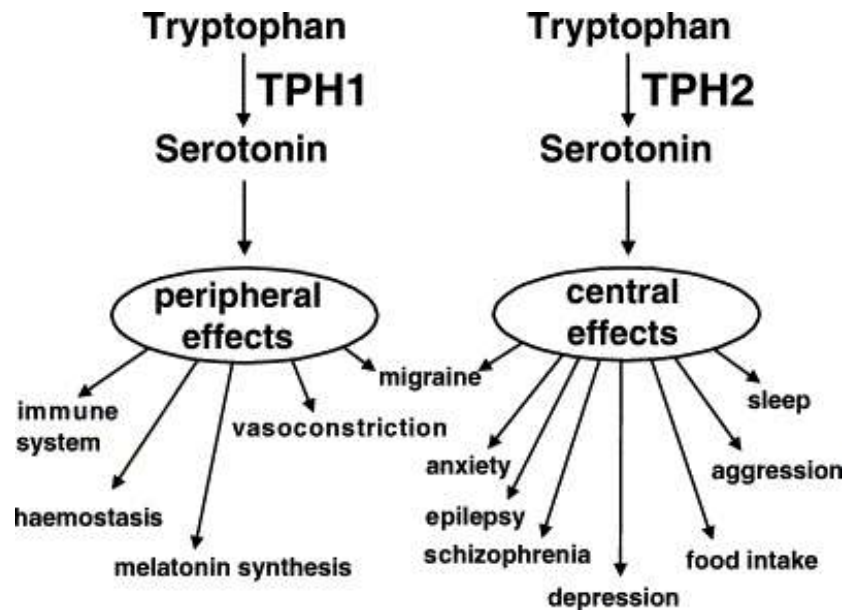 Tryptophan
TPH1
Serotonin
peripheral
effects
immune
system
haemostasis
melatonin synthesis
vasoconstriction
migraine
Tryptophan
TPH2
Serotonin
central
effects
anxiety
epilepsy
schizophrenia
depression
food intake
aggression
sleep